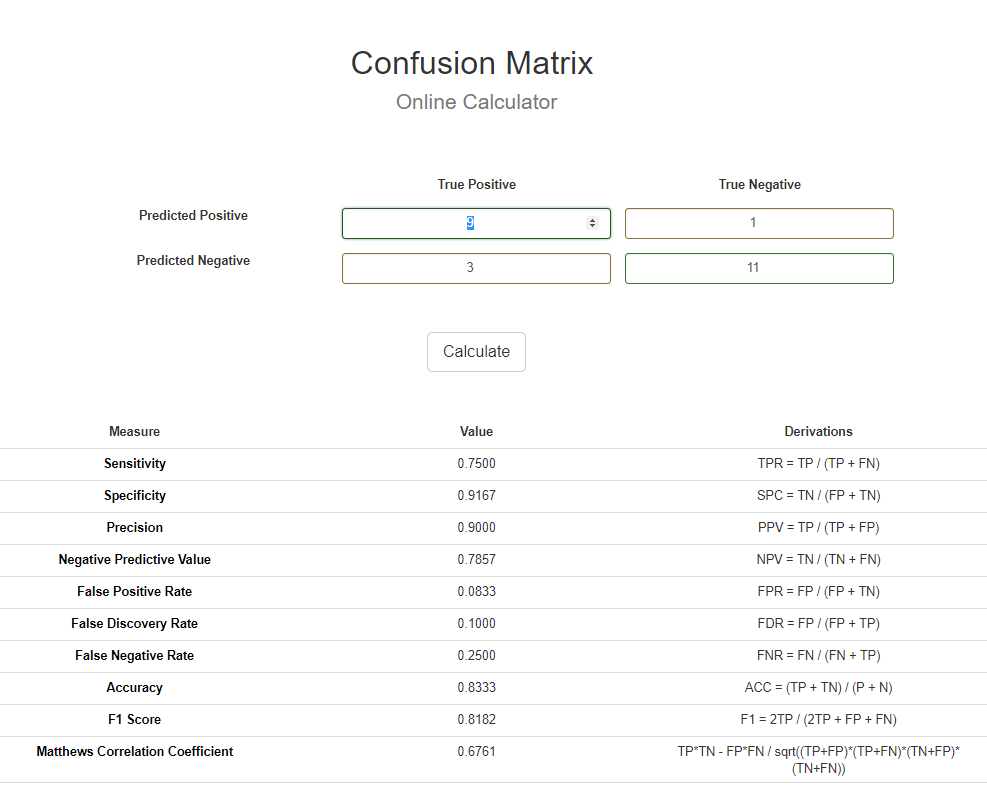 Confusion Matrix
Online Calculator
True Positive True Negative
Predicted Positive 9 1
Predicted Negative 3 11
Calculate
Measure Value Derivations
Sensitivity 0.7500 TPR = TP / (TP + FN)
Specificity 0.9167 SPC = TN / (FP + TN)
Precision 0.9000 PPV = TP / (TP + FP)
Negative Predictive Value 0.7857 NPV = TN / (TN + FN)
False Positive Rate 0.0833 FPR = FP / (FP + TN)
False Discovery Rate 0.1000 FDR = FP / (FP + TP)
False Negative Rate 0.2500 FNR = FN / (FN + TP)
Accuracy 0.8333 ACC = (TP + TN) / (P + N)
F1 Score 0.8182 F1 = 2TP / (2TP + FP + FN)
Matthews Correlation Coefficient 0.6761 TP*TN - FP*FN / sqrt((TP+FP)*(TP+FN)*(TN+FP)*
(TN+FN))